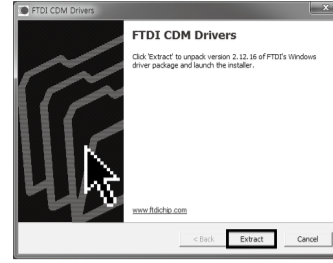 FTDI CDM Drivers
FTDI CDM Drivers
Click 'Extract' to unpack version 2.12.16 of FTDI's Windows
driver package and launch the installer.
www.ftdichip.com
< Back
Extract
Cancel